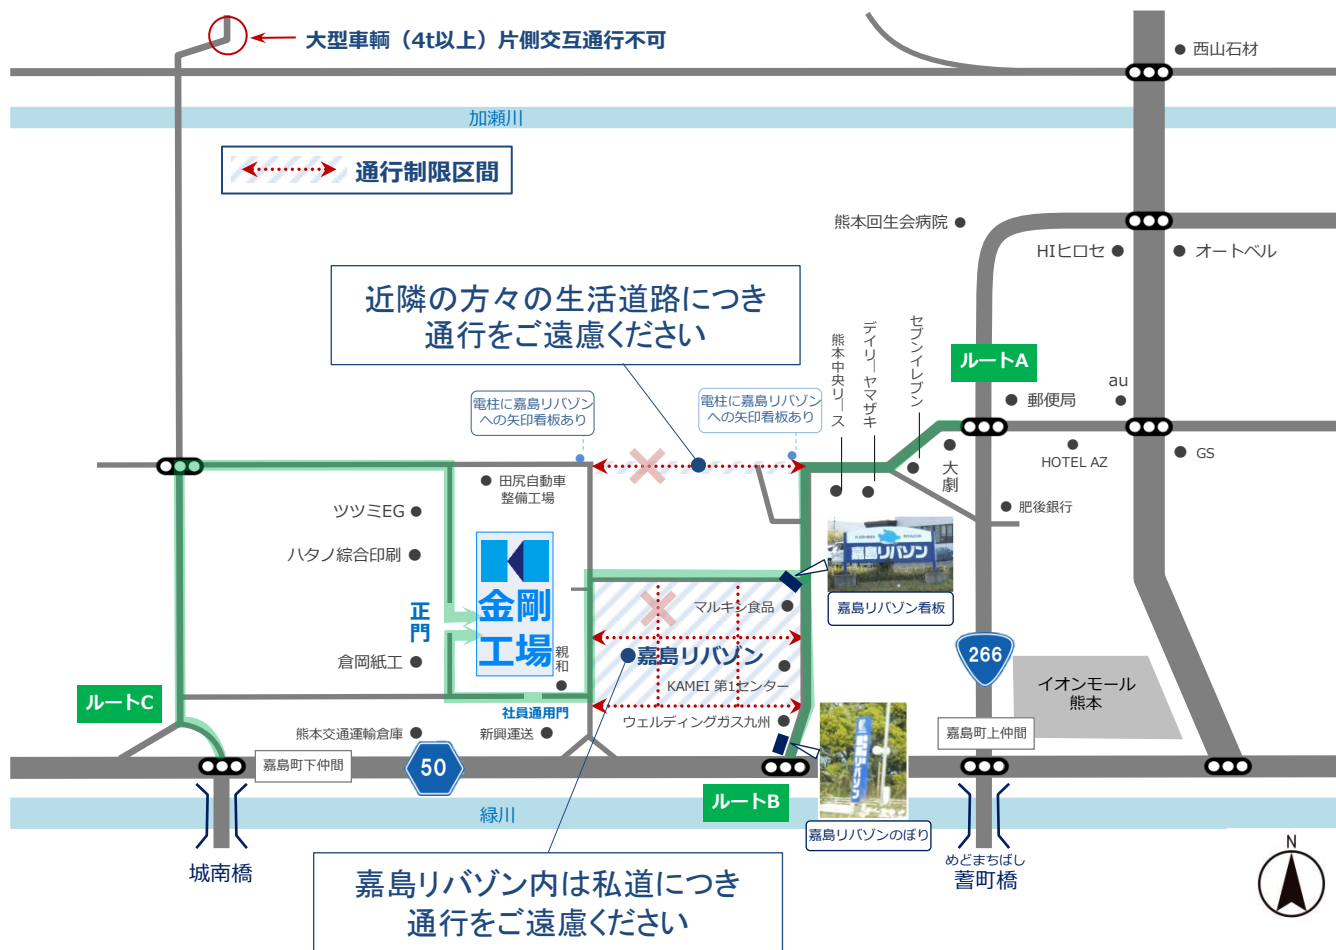 大型車輌（4t以上）片側交互通行不可
西山石材
加瀬川
通行制限区間
熊本回生会病院
HIヒロセ
オートベル
近隣の方々の生活道路につき
通行をご遠慮ください
セブンイレブン
デイリーヤマザキ
熊本中央リース
ルートA
au
郵便局
電柱に嘉島リバゾン
への矢印看板あり
電柱に嘉島リバゾン
への矢印看板あり
大劇
HOTEL AZ
GS
田尻自動車
整備工場
ツツミEG
肥後銀行
ハタノ綜合印刷
嘉島リバゾン
嘉島リバゾン看板
金剛
工場
正門
マルキン食品
親和
嘉島リバゾン
266
倉岡紙工
KAMEI 第1センター
イオンモール
熊本
ルートC
社員通用門
ウェルディングガス九州
熊本交通運輸倉庫
新興運送
嘉島町上仲間
嘉島町下仲間
50
ルートB
嘉島リバゾン
緑川
嘉島リバゾンのぼり
城南橋
めどまちばし
蓍町橋
N
嘉島リバゾン内は私道につき
通行をご遠慮ください